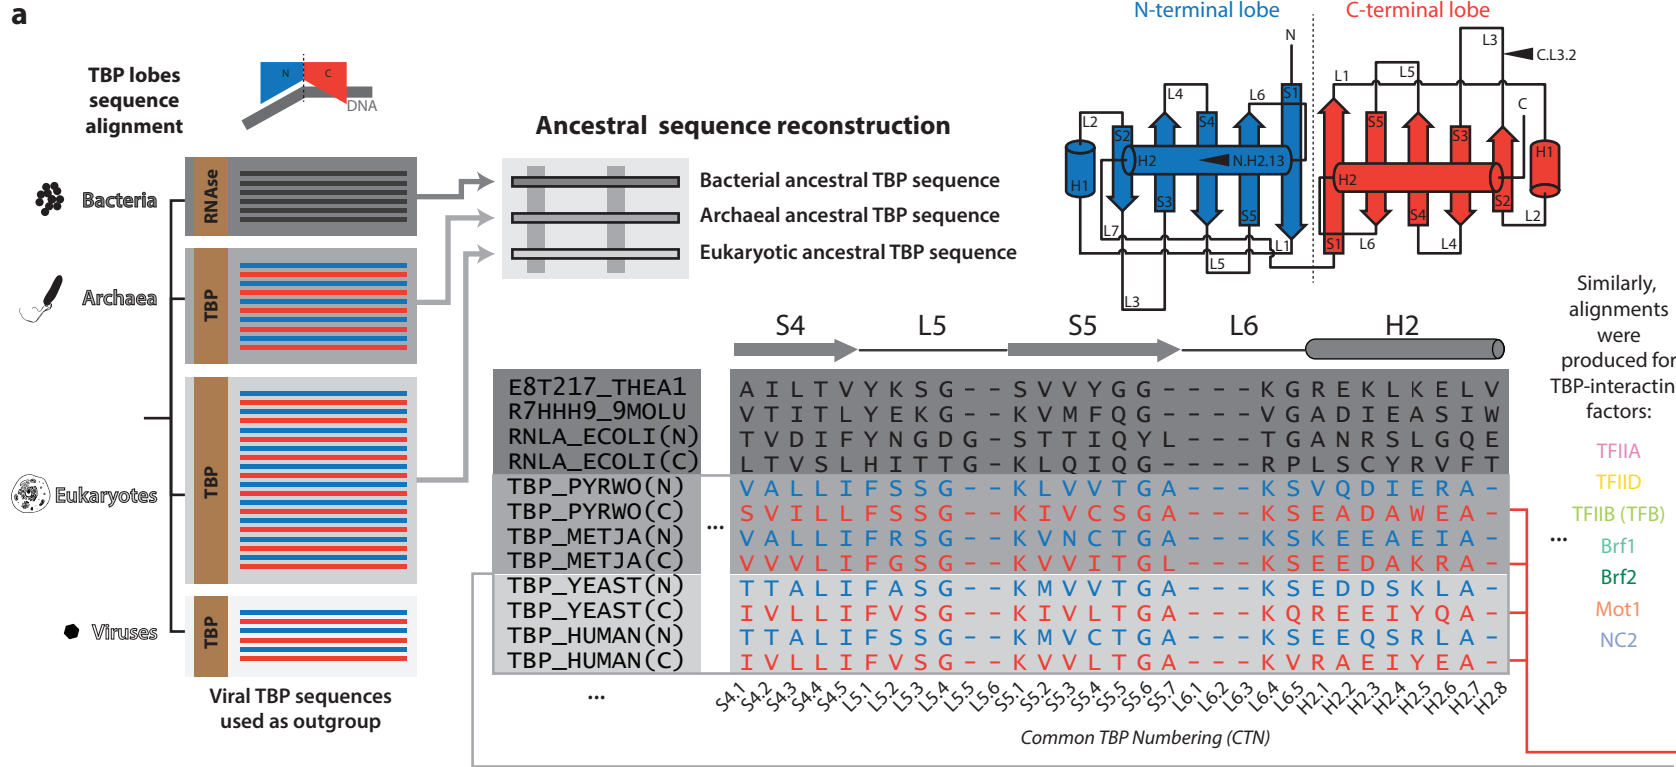 a
TBP lobes
sequence
alignment
N
C
DNA
Bacteria
RNAse
Archaea
TBP
Eukaryotes
TBP
Viruses
TBP
Viral TBP sequences
used as outgroup
Ancestral sequence reconstruction
Bacterial ancestral TBP sequence
Archaeal ancestral TBP sequence
Eukaryotic ancestral TBP sequence
N-terminal lobe
C-terminal lobe
N
S1
L6
S4
L4
S2
L2
H2
N.H2.13
H1
S3
S5
L7
L1
L5
L3
L3
C.L3.2
L1
L5
C
S5
S3
H1
H2
S4
S2
L2
S1
L6
L4
S4 L5 S5 L6 H2
E8T217_THEA1 A I L T V Y K S G - - S V V Y G G - - - - K G R E K L K E L V
R7HHH9_9MOLU V T I T L Y E K G - - K V M F Q G - - - - V G A D I E A S I W
RNLA_ECOLI(N) T V D I F Y N G D G - S T T I Q Y L - - - T G A N R S L G Q E
RNLA_ECOLI(C) L T V S L H I T T G - K L Q I Q G - - - - R P L S C Y R V F T
TBP_PYRWO(N) V A L L I F S S G - - K L V V T G A - - - K S V Q D I E R A -
TBP_PYRWO(C) S V I L L F S S G - - K I V C S G A - - - K S E A D A W E A -
TBP_METJA(N) V A L L I F R S G - - K V N C T G A - - - K S K E E A E I A -
TBP_METJA(C) V V V L I F G S G - - K V V I T G L - - - K S E E D A K R A -
TBP_YEAST(N) T T A L I F A S G - - K M V V T G A - - - K S E D D S K L A -
TBP_YEAST(C) I V L L I F V S G - - K I V L T G A - - - K Q R E E I Y Q A -
TBP_HUMAN(N) T T A L I F S S G - - K M V C T G A - - - K S E E Q S R L A -
TBP_HUMAN(C) I V L L I F V S G - - K V V L T G A - - - K V R A E I Y E A -
...
...
S4.1 S4.2 S4.3 S4.4 S4.5 L5.1 L5.2 L5.3 L5.4 L5.5 L5.6 S5.1 S5.2 S5.3 S5.4 S5.5 S5.6 S5.7 L6.1 L6.2 L6.3 L6.4 L6.5 H2.1 H2.2 H2.3 H2.4 H2.5 H2.6 H2.7 H2.8
Common TBP Numbering (CTN)
Similarly,
alignments
were
produced for
TBP-interactin
factors:
TFIIA
TFIID
TFIIB (TFB)
...
Brf1
Brf2
Mot1
NC2